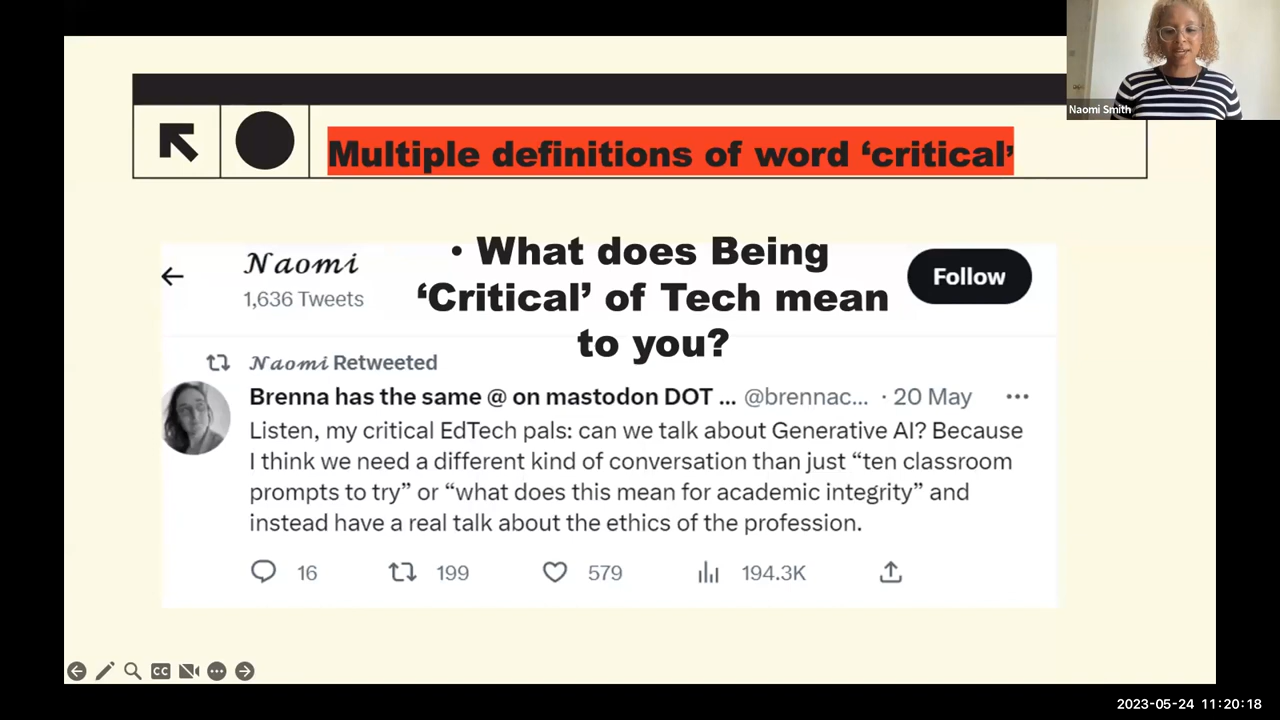 Naomi Smith
Multiple definitions of word ‘critical’
• What does Being
‘Critical’ of Tech mean
to you?
Naomi
1,636 Tweets
Follow
Naomi Retweeted
Brenna has the same @ on mastodon DOT ... @brennac... · 20 May
Listen, my critical EdTech pals: can we talk about Generative AI? Because
I think we need a different kind of conversation than just “ten classroom
prompts to try” or “what does this mean for academic integrity” and
instead have a real talk about the ethics of the profession.
16 199 579 194.3K
CC
2023-05-24 11:20:18